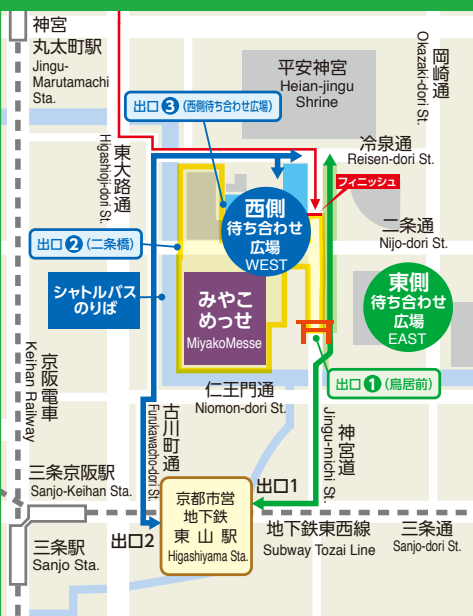 神宮
丸太町駅
Jingu-
Marutamachi
Sta.
平安神宮
Heian-jingu
Shrine
岡崎通
Okazaki-dori St.
出口❸(西側待ち合わせ広場)
東大路通
Higashioji-dori St.
冷泉通
Reisen-dori St.
フィニッシュ
西側
待ち合わせ
広場
WEST
二条通
Nijo-dori St.
出口❷(二条橋)
シャトルバス
のりば
みやこ
めっせ
MiyakoMesse
東側
待ち合わせ
広場
EAST
出口❶(鳥居前)
京阪電車
Keihan Railway
仁王門通
Niomon-dori St.
古川町通
Furukawacho-dori St.
神宮道
Jingu-michi St.
三条京阪駅
Sanjo-Keihan Sta.
京都市営
地下鉄
東山駅
Higashiyama Sta.
出口1
出口2
地下鉄東西線
Subway Tozai Line
三条通
Sanjo-dori St.
三条駅
Sanjo Sta.